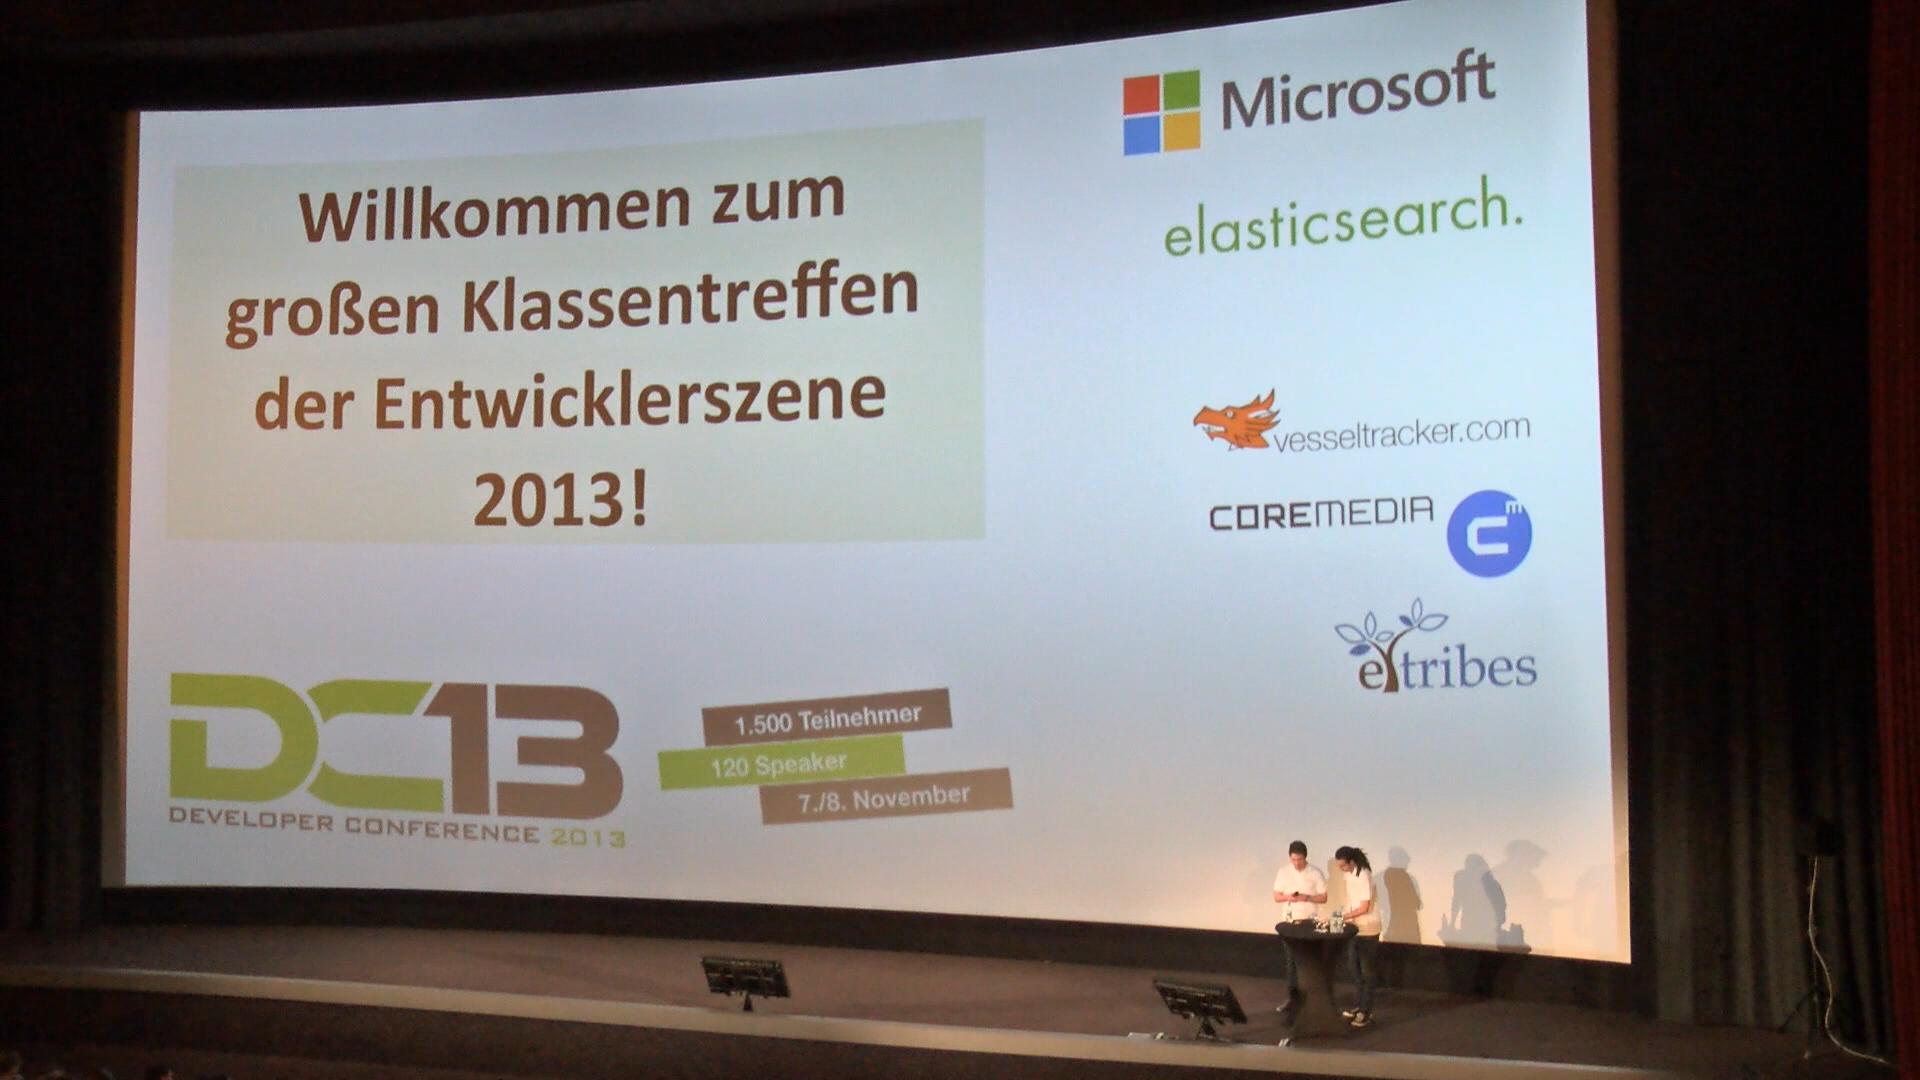 Willkommen zum
großen Klassentreffen
der Entwicklerszene
2013!
Microsoft
elasticsearch.
vesseltracker.com
COREMEDIA Cm
etribes
DC13
DEVELOPER CONFERENCE 2013
1.500 Teilnehmer
120 Speaker
7./8. November